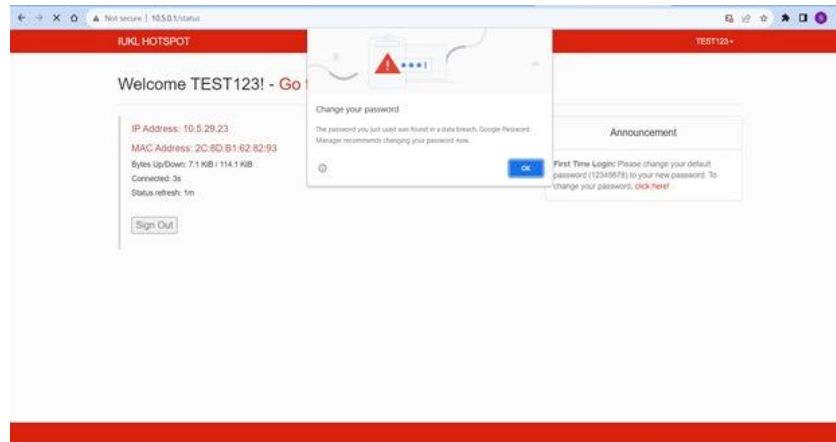 Not secure | 10.5.0.1/status
IUKL HOTSPOT
TEST123
Welcome TEST123! - Go
Change your password
The password you just used was found in a data breach. Google Password
Manager recommends changing your password now.
OK
IP Address: 10.5.29.23
MAC Address: 2C:8D:B1:62:82:93
Bytes Up/Down: 7.1 KiB / 114.1 KiB
Connected: 3s
Status refresh: 1m
Sign Out
Announcement
First Time Login: Please change your default
password (12345678) to your new password. To
change your password, click here!